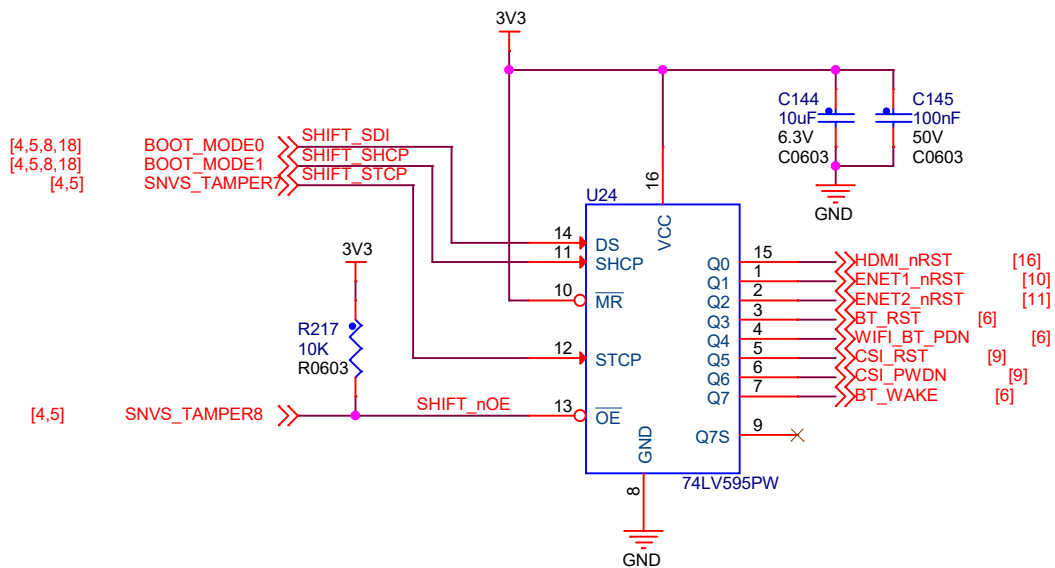 3V3
C144
10uF
6.3V
C0603
C145
100nF
50V
C0603
GND
[4,5,8,18] BOOT_MODE0 SHIFT_SDI
[4,5,8,18] BOOT_MODE1 SHIFT_SHCP
[4,5] SNVS_TAMPER7 SHIFT_STCP
U24
16
VCC
14 DS
11 SHCP
10 MR
12 STCP
13 OE
3V3
R217
10K
R0603
[4,5] SNVS_TAMPER8 SHIFT_nOE
Q0 15 HDMI_nRST [16]
Q1 1 ENET1_nRST [10]
Q2 2 ENET2_nRST [11]
Q3 3 BT_RST [6]
Q4 4 WIFI_BT_PDN [6]
Q5 5 CSI_RST [9]
Q6 6 CSI_PWDN [9]
Q7 7 BT_WAKE [6]
Q7S 9
GND
8
74LV595PW
GND